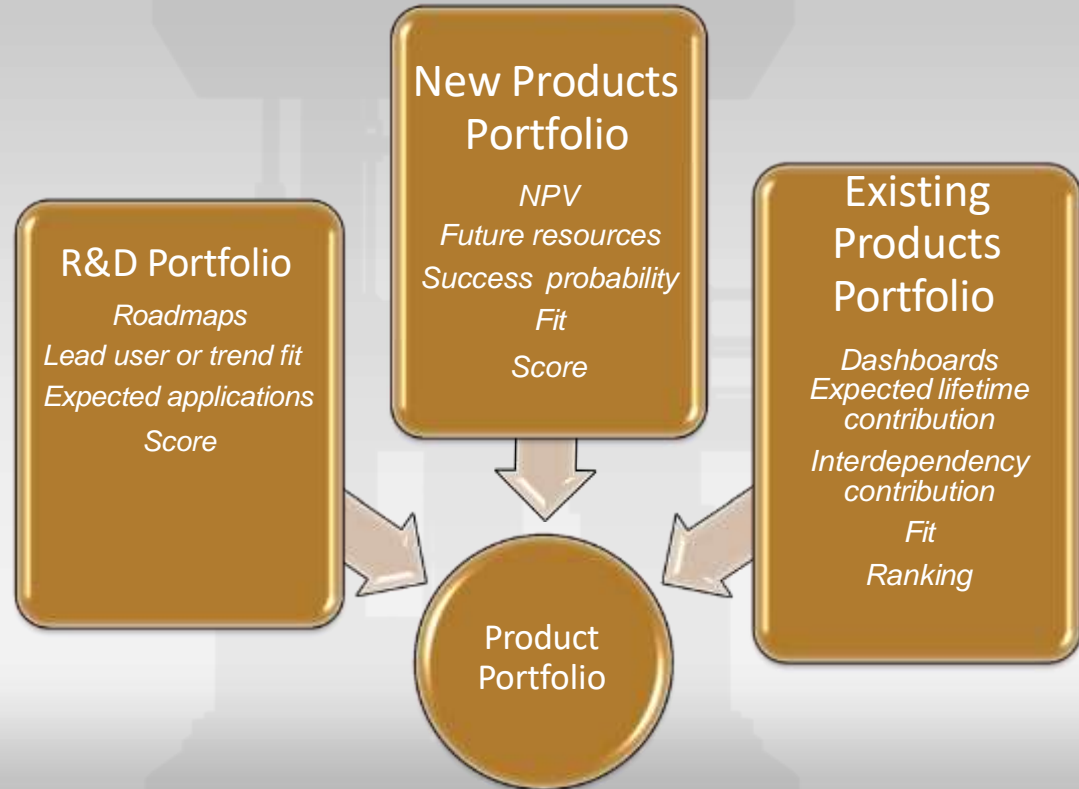 R&D Portfolio
Roadmaps
Lead user or trend fit
Expected applications
Score
New Products
Portfolio
NPV
Future resources
Success probability
Fit
Score
Existing
Products
Portfolio
Dashboards
Expected lifetime
contribution
Interdependency
contribution
Fit
Ranking
Product
Portfolio